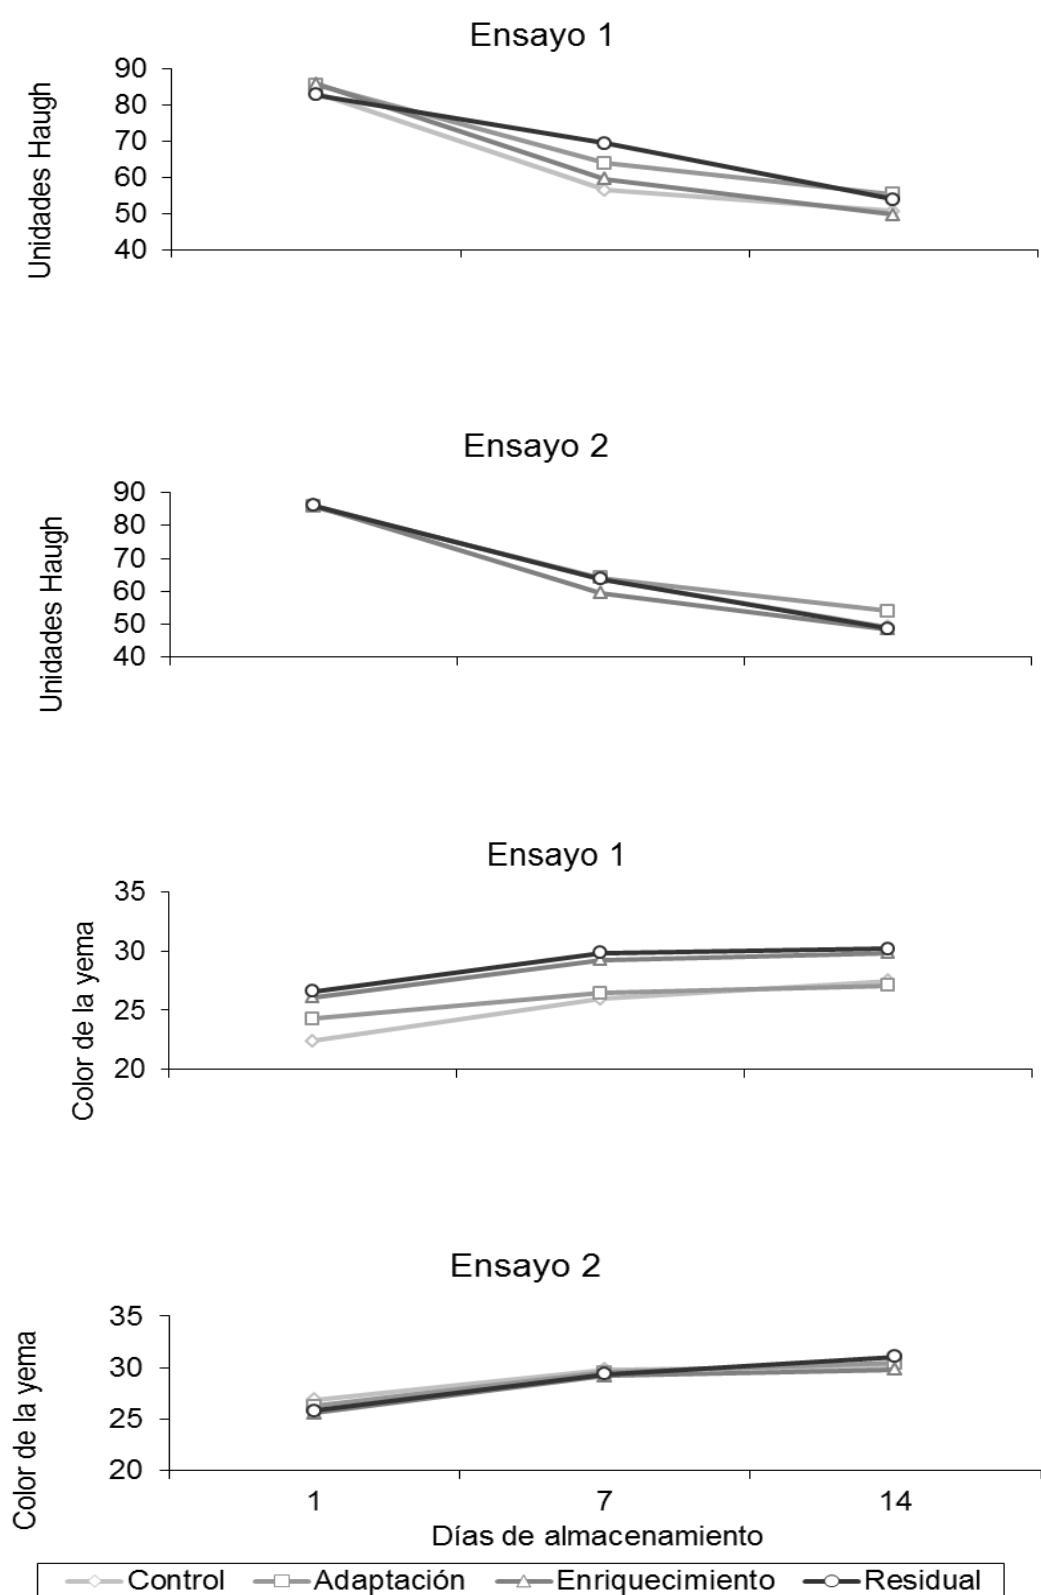 Ensayo 1
Unidades Haugh
90
80
70
60
50
40
Ensayo 2
Unidades Haugh
90
80
70
60
50
40
Ensayo 1
Color de la yema
35
30
25
20
Ensayo 2
Color de la yema
35
30
25
20
1 7 14
Días de almacenamiento
Control Adaptación Enriquecimiento Residual